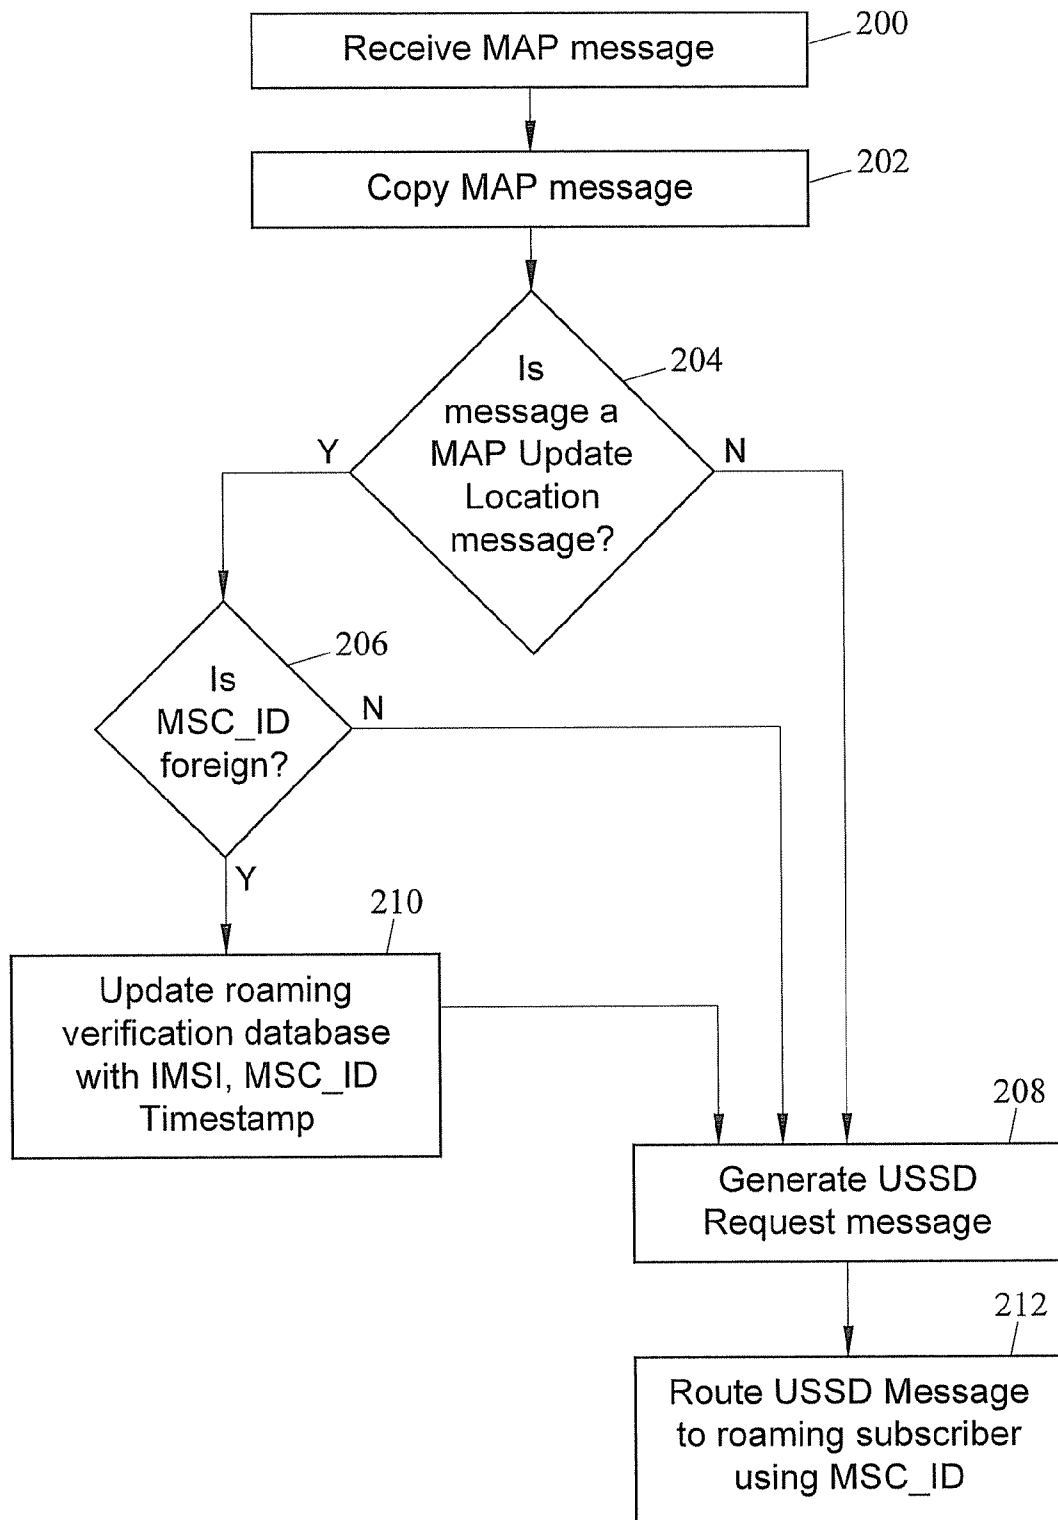 Receive MAP message
200
Copy MAP message
202
Is
message a
MAP Update
Location
message?
204
Y
N
Is
MSC_ID
foreign?
206
N
Y
210
Update roaming
verification database
with IMSI, MSC_ID
Timestamp
208
Generate USSD
Request message
212
Route USSD Message
to roaming subscriber
using MSC_ID